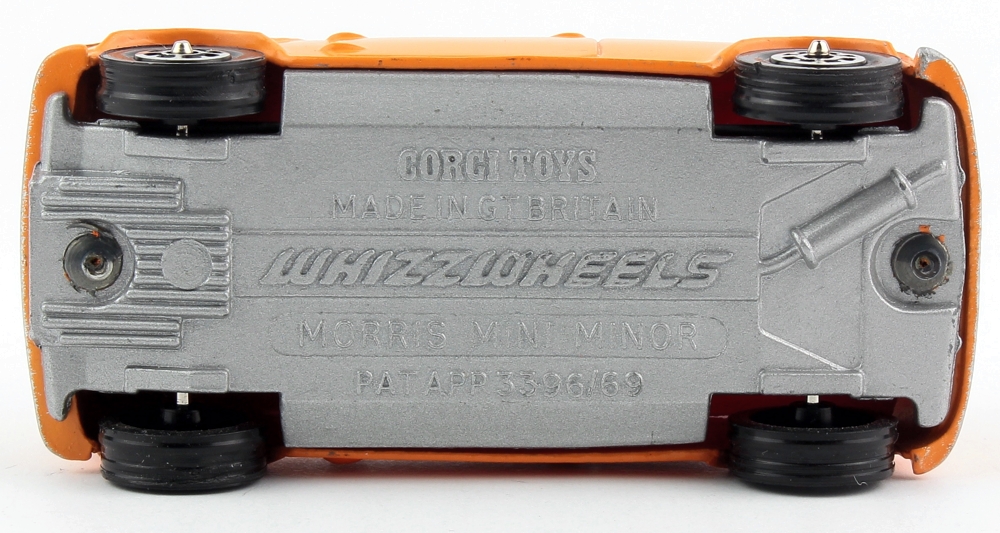 CORGI TOYS
MADE IN GT BRITAIN
WHIZZWHEELS
MORRIS MINI-MINOR
PAT APP 3396/69